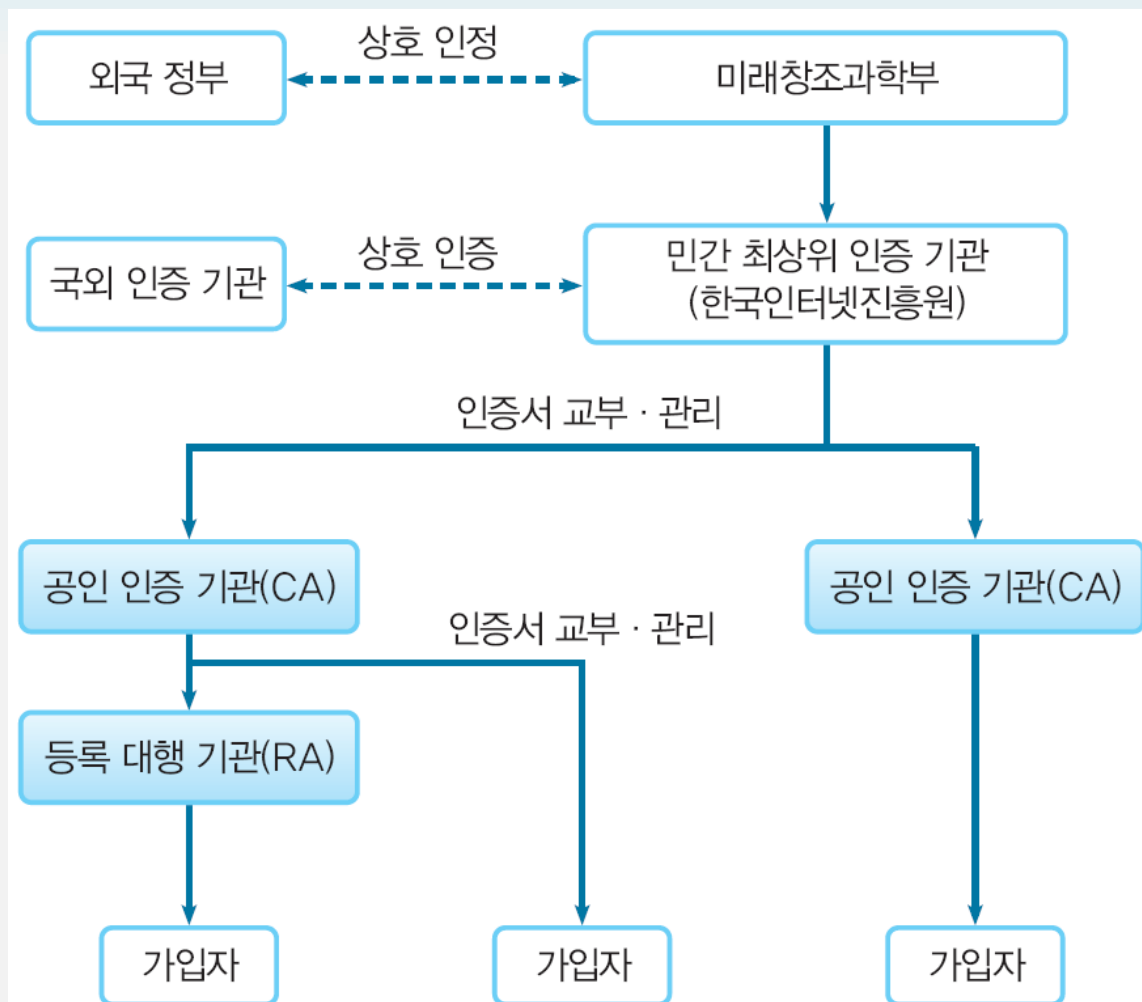 상호 인정
외국 정부
미래창조과학부
상호 인증
국외 인증 기관
민간 최상위 인증 기관
(한국인터넷진흥원)
인증서 교부 · 관리
공인 인증 기관(CA)
공인 인증 기관(CA)
인증서 교부 · 관리
등록 대행 기관(RA)
가입자
가입자
가입자